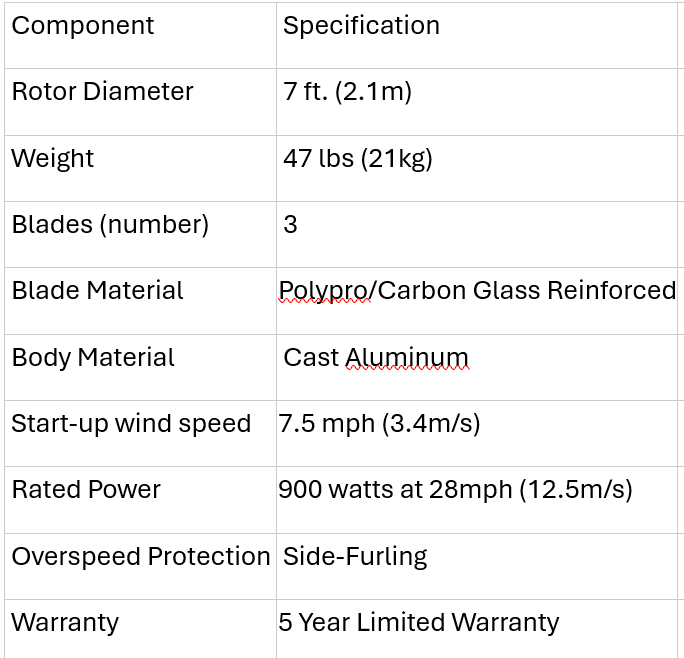 Component Specification
Rotor Diameter 7 ft. (2.1m)
Weight 47 lbs (21kg)
Blades (number) 3
Blade Material Polypro/Carbon Glass Reinforced
Body Material Cast Aluminum
Start-up wind speed 7.5 mph (3.4m/s)
Rated Power 900 watts at 28mph (12.5m/s)
Overspeed Protection Side-Furling
Warranty 5 Year Limited Warranty